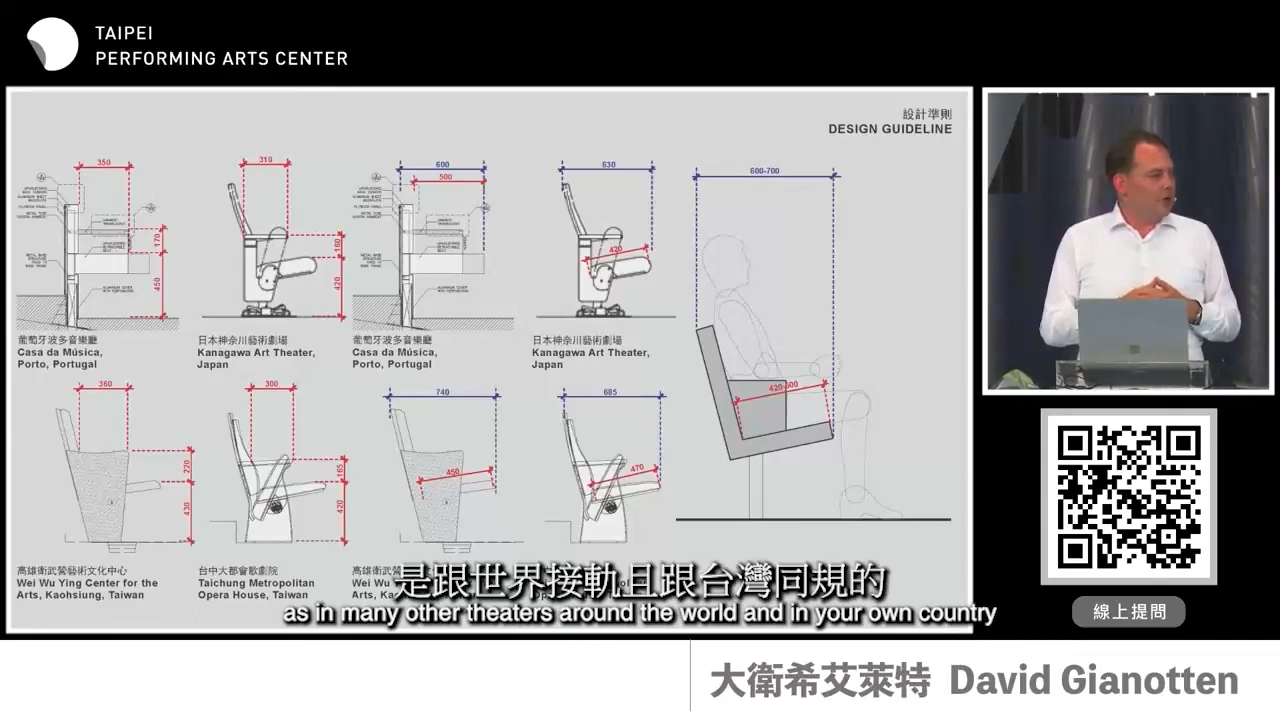 TAIPEI
PERFORMING ARTS CENTER
設計準則
DESIGN GUIDELINE
350
310
600
500
630
600-700
170
450
160
420
420
葡萄牙波多音樂廳
Casa da Música,
Porto, Portugal
日本神奈川藝術劇場
Kanagawa Art Theater,
Japan
葡萄牙波多音樂廳
Casa da Música,
Porto, Portugal
日本神奈川藝術劇場
Kanagawa Art Theater,
Japan
360
300
740
685
420-500
220
430
165
420
450
470
高雄衛武營藝術文化中心
Wei Wu Ying Center for the
Arts, Kaohsiung, Taiwan
台中大都會歌劇院
Taichung Metropolitan
Opera House, Taiwan
是跟世界接軌且跟台灣同規的
as in many other theaters around the world and in your own country
線上提問
大衛希艾萊特 David Gianotten